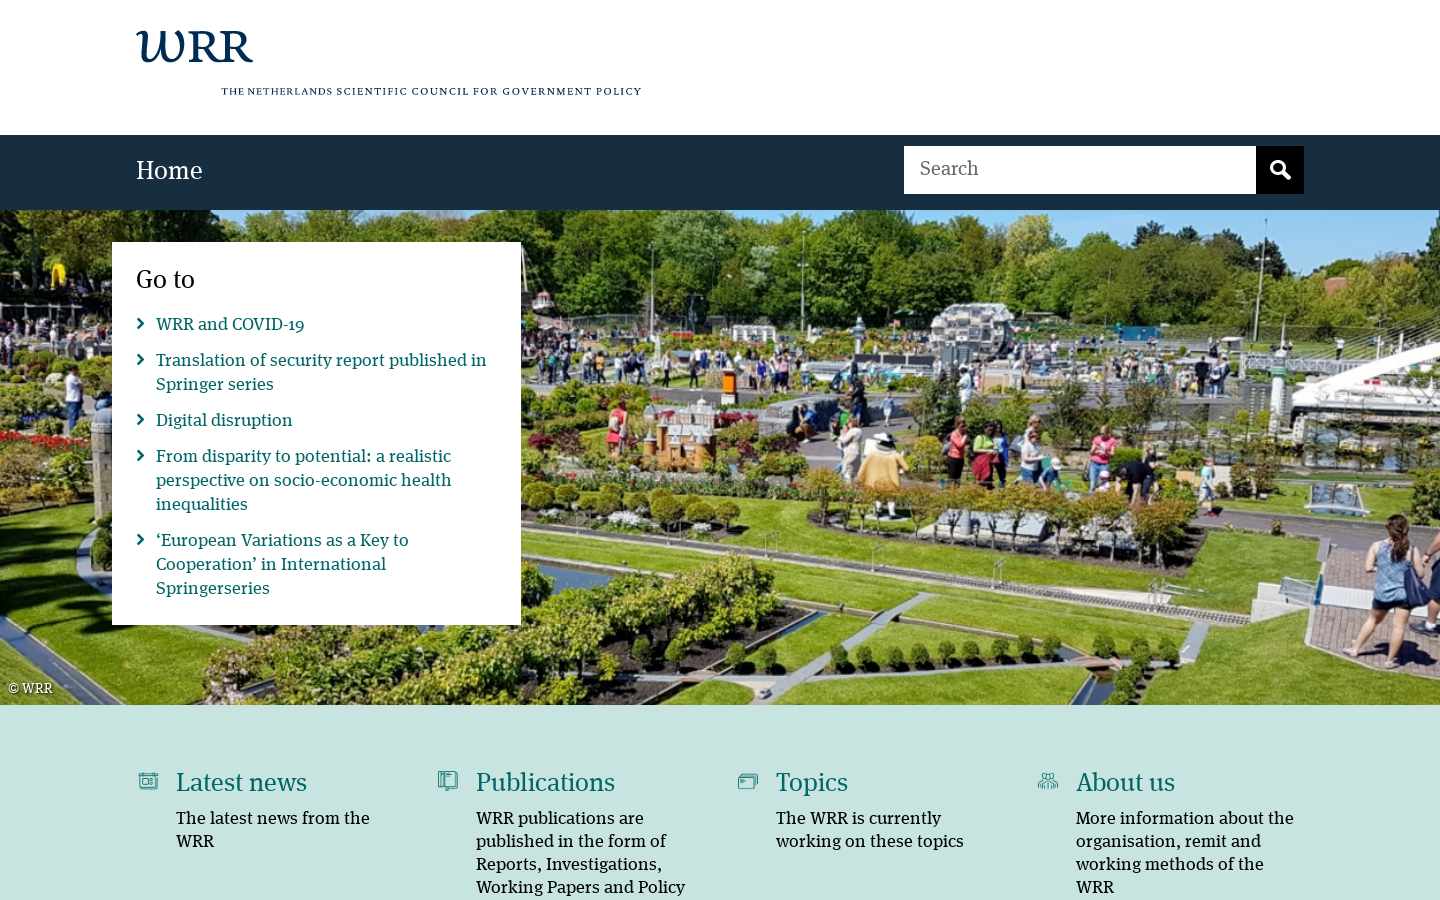 WRR
THE NETHERLANDS SCIENTIFIC COUNCIL FOR GOVERNMENT POLICY
Home
Search
Go to
WRR and COVID-19
Translation of security report published in
Springer series
Digital disruption
From disparity to potential: a realistic
perspective on socio-economic health
inequalities
‘European Variations as a Key to
Cooperation’ in International
Springerseries
© WRR
Latest news
The latest news from the
WRR
Publications
WRR publications are
published in the form of
Reports, Investigations,
Working Papers and Policy
Topics
The WRR is currently
working on these topics
About us
More information about the
organisation, remit and
working methods of the
WRR